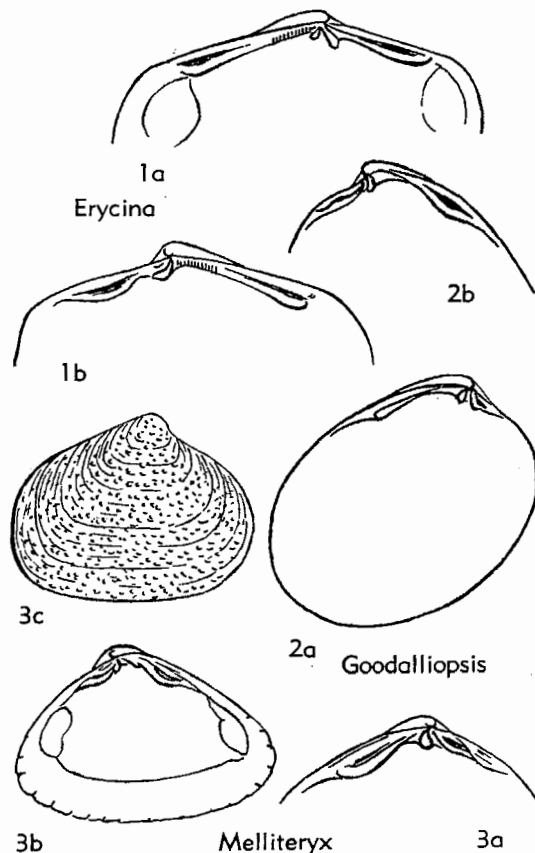 1a
Erycina
2b
1b
3c
2a Goodalliopsis
3b Melliteryx 3a